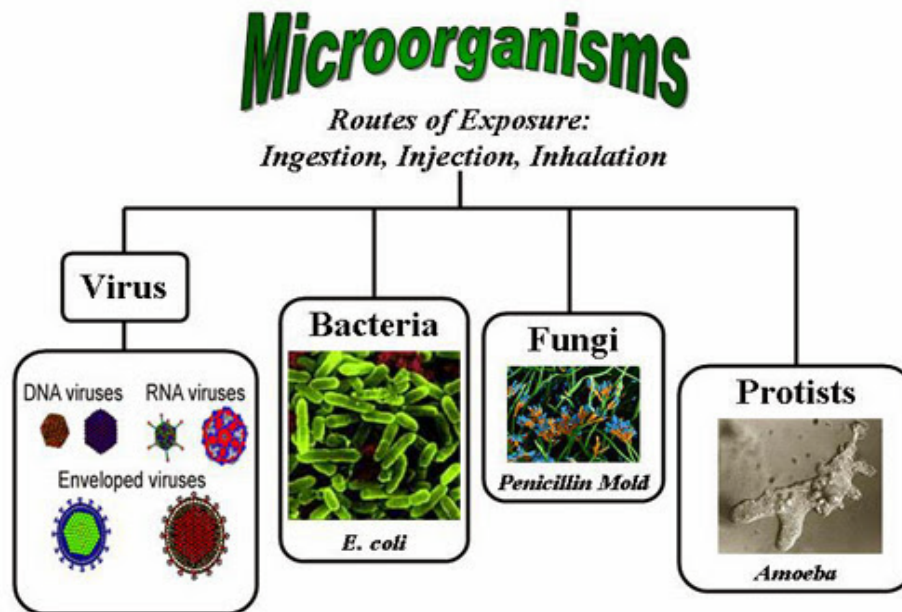 Microorganisms
Routes of Exposure:
Ingestion, Injection, Inhalation
Virus
DNA viruses
RNA viruses
Enveloped viruses
Bacteria
E. coli
Fungi
Penicillin Mold
Protists
Amoeba